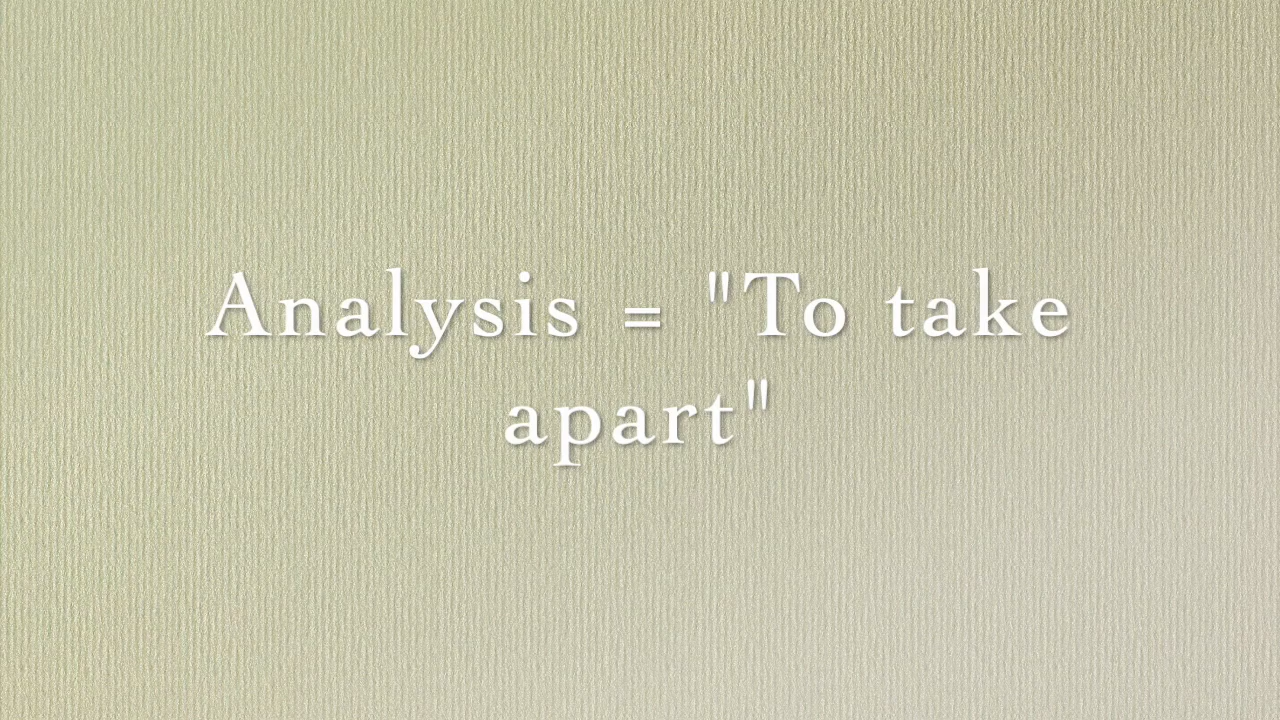 Analysis = "To take
apart"